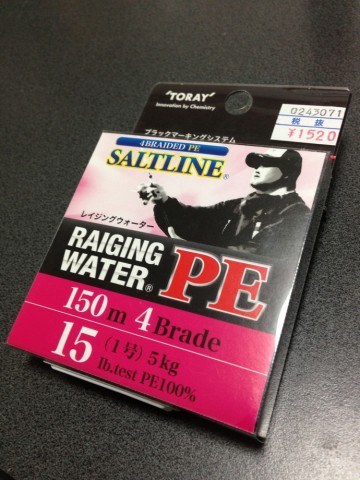 'TORAY'
Innovation by Chemistry
0243071
税抜
¥1520
ブラックマーキングシステム
4BRAIDED PE
SALTLINE®
レイジングウォーター
RAIGING
WATER® PE
150m 4 Brade
15 (1号) 5kg
lb.test PE100%